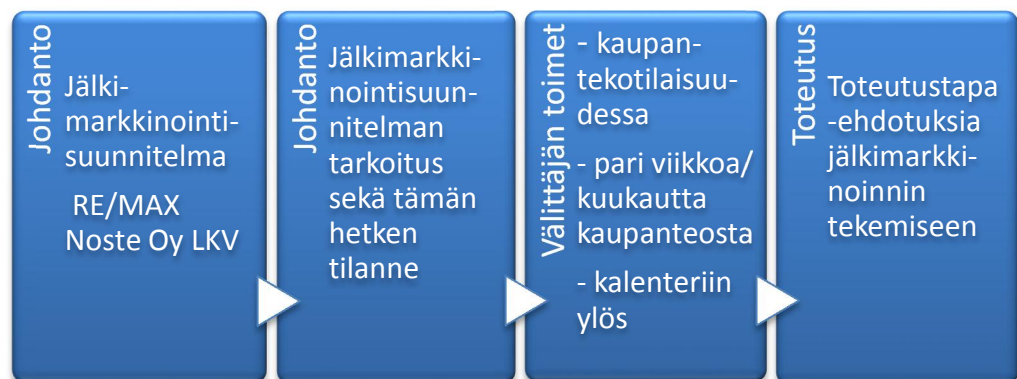 Johdanto
Jälki-
markkinointi-
suunnitelma
RE/MAX
Noste Oy LKV
Johdanto
Jälkimarkki-
nointisuun-
nitelman
tarkoitus
sekä tämän
hetken
tilanne
Välittäjän toimet
- kaupan-
tekotilaisuu-
dessa
- pari viikkoa/
kuukautta
kaupanteosta
- kalenteriin
ylös
Toteutus
Toteutustapa
-ehdotuksia
jälkimarkki-
noinnin
tekemiseen